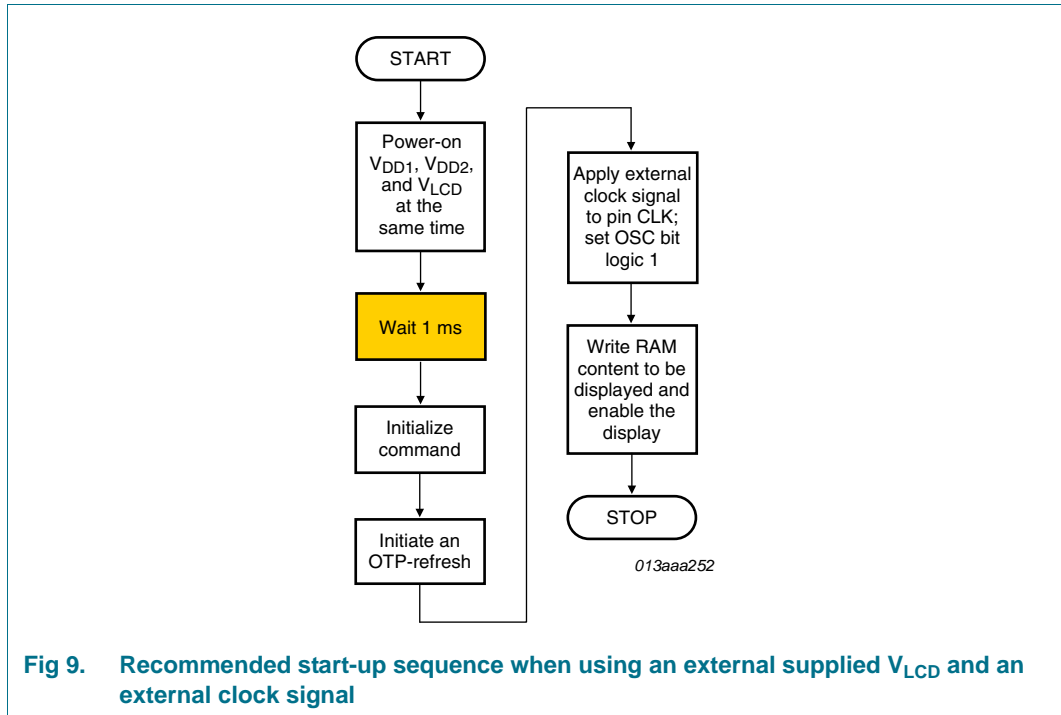 START
Power-on
VDD1, VDD2,
and VLCD
at the
same time
Wait 1 ms
Initialize
command
Initiate an
OTP-refresh
Apply external
clock signal
to pin CLK;
set OSC bit
logic 1
Write RAM
content to be
displayed and
enable the
display
STOP
013aaa252
Fig 9. Recommended start-up sequence when using an external supplied VLCD and an
external clock signal